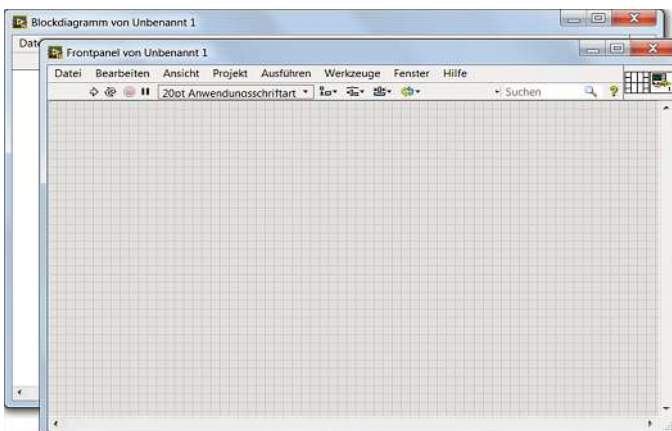 Blockdiagramm von Unbenannt 1
Frontpanel von Unbenannt 1
Datei Bearbeiten Ansicht Projekt Ausführen Werkzeuge Fenster Hilfe
20pt Anwendungsschriftart Suchen